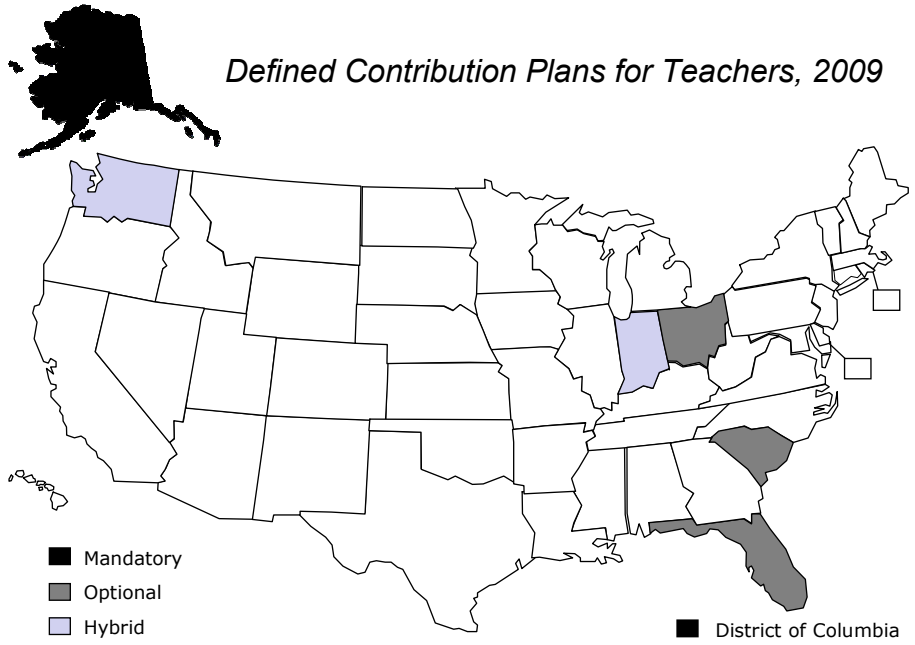 Defined Contribution Plans for Teachers, 2009
Mandatory
Optional
Hybrid
District of Columbia